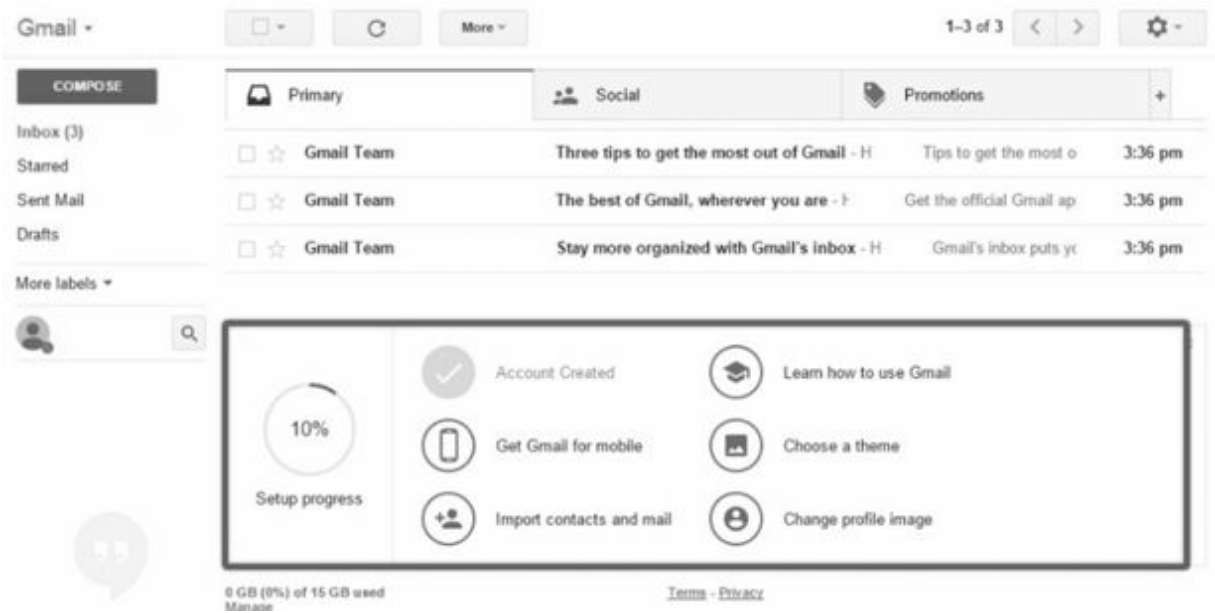 Gmail
More
1–3 of 3
COMPOSE
Primary
Social
Promotions
+
Inbox (3)
Starred
Sent Mail
Drafts
More labels
Gmail Team Three tips to get the most out of Gmail - H Tips to get the most o 3:36 pm
Gmail Team The best of Gmail, wherever you are - Get the official Gmail ap 3:36 pm
Gmail Team Stay more organized with Gmail's inbox - H Gmail's inbox puts 3:36 pm
10%
Setup progress
Account Created
Get Gmail for mobile
Import contacts and mail
Learn how to use Gmail
Choose a theme
Change profile image
0 GB (0%) of 15 GB used
Manage
Terms - Privacy